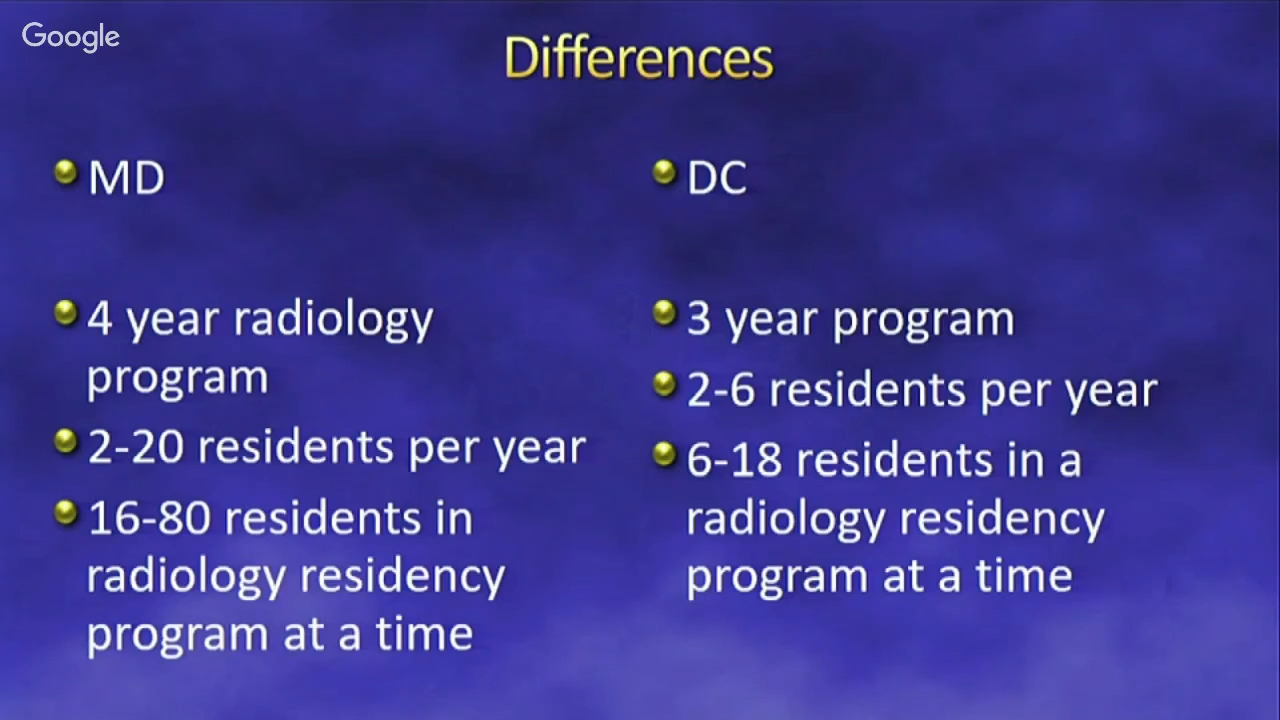 Google
Differences
MD
4 year radiology
program
2-20 residents per year
16-80 residents in
radiology residency
program at a time
DC
3 year program
2-6 residents per year
6-18 residents in a
radiology residency
program at a time